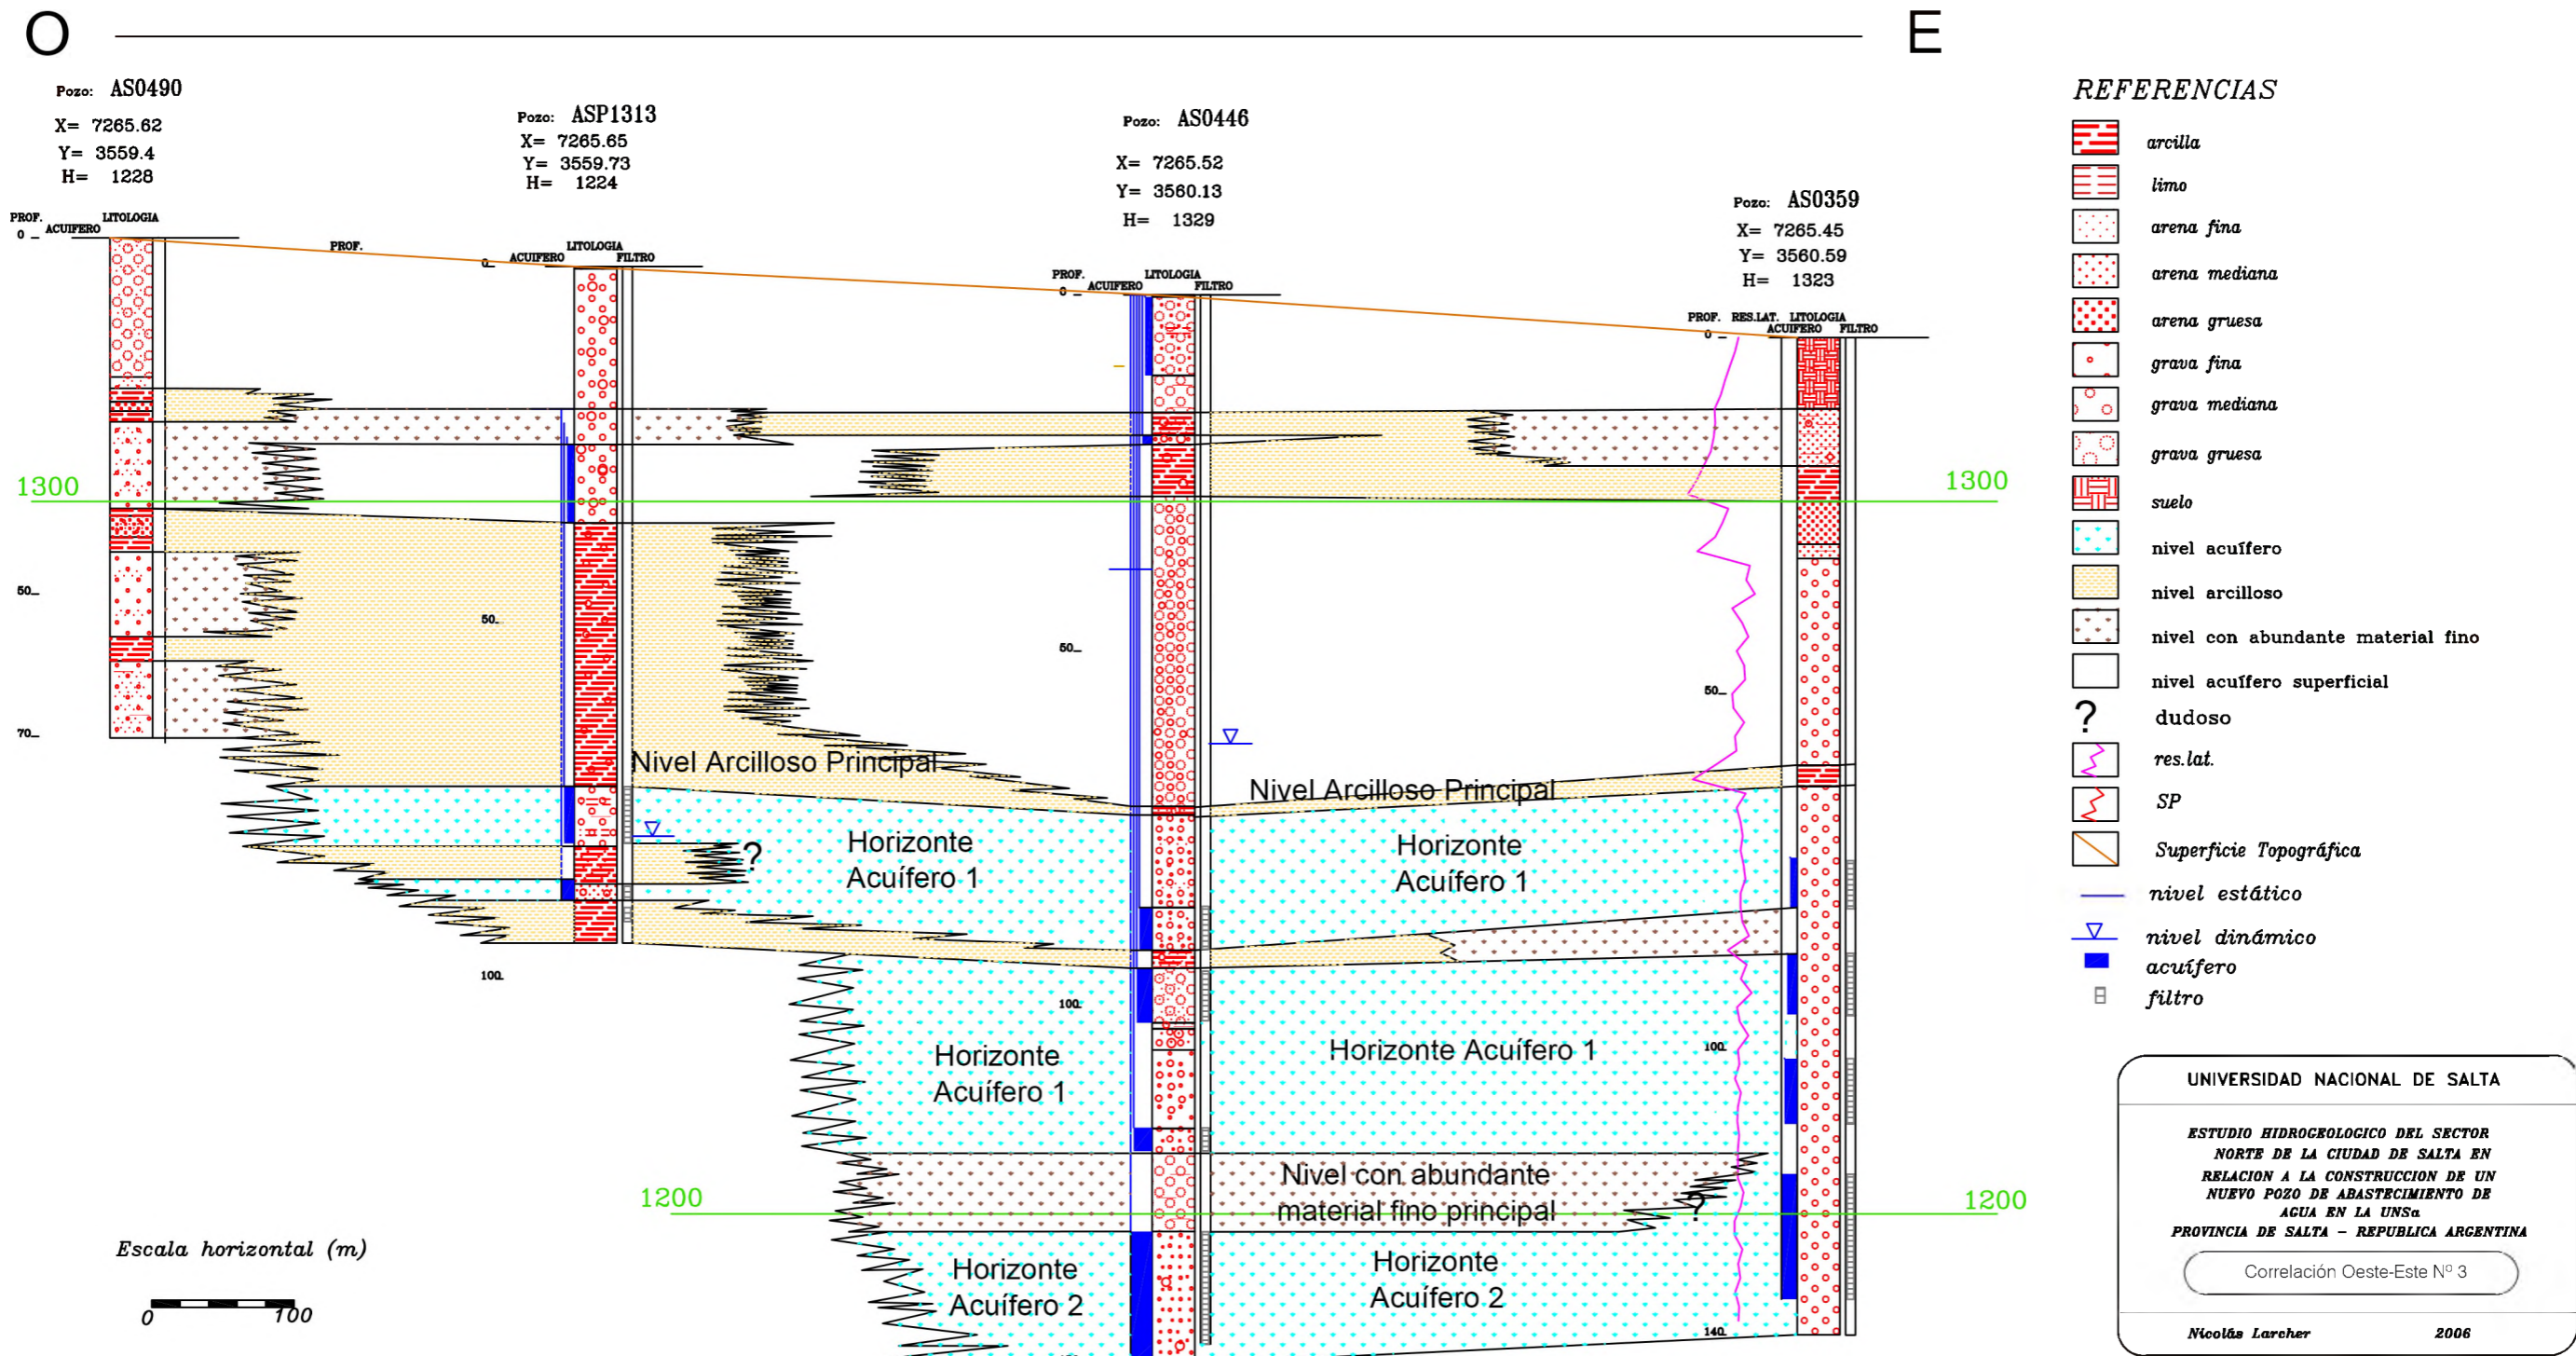 O
E
Pozo: AS0490
X= 7265.62
Y= 3559.4
H= 1228
Pozo: ASP1313
X= 7265.65
Y= 3559.73
H= 1224
Pozo: AS0446
X= 7265.52
Y= 3560.13
H= 1329
Pozo: AS0359
X= 7265.45
Y= 3560.59
H= 1323
PROF. ACUIFERO LITOLOGIA
0
50
70
PROF. ACUIFERO LITOLOGIA FILTRO
0
50
100
PROF. ACUIFERO LITOLOGIA FILTRO
0
50
100
PROF. RES.LAT. ACUIFERO LITOLOGIA FILTRO
0
50
100
140
1300
1300
1200
1200
Nivel Arcilloso Principal
Nivel Arcilloso Principal
Horizonte
Acuífero 1
Horizonte
Acuífero 1
?
Horizonte
Acuífero 1
Horizonte Acuífero 1
Nivel con abundante
material fino principal
?
Horizonte
Acuífero 2
Horizonte
Acuífero 2
Escala horizontal (m)
0 100
REFERENCIAS
arcilla
limo
arena fina
arena mediana
arena gruesa
grava fina
grava mediana
grava gruesa
suelo
nivel acuífero
nivel arcilloso
nivel con abundante material fino
nivel acuífero superficial
? dudoso
res.lat.
SP
Superficie Topográfica
nivel estático
nivel dinámico
acuífero
filtro
UNIVERSIDAD NACIONAL DE SALTA
ESTUDIO HIDROGEOLOGICO DEL SECTOR
NORTE DE LA CIUDAD DE SALTA EN
RELACION A LA CONSTRUCCION DE UN
NUEVO POZO DE ABASTECIMIENTO DE
AGUA EN LA UNSa
PROVINCIA DE SALTA - REPUBLICA ARGENTINA
Correlación Oeste-Este Nº 3
Nicolás Larcher 2006